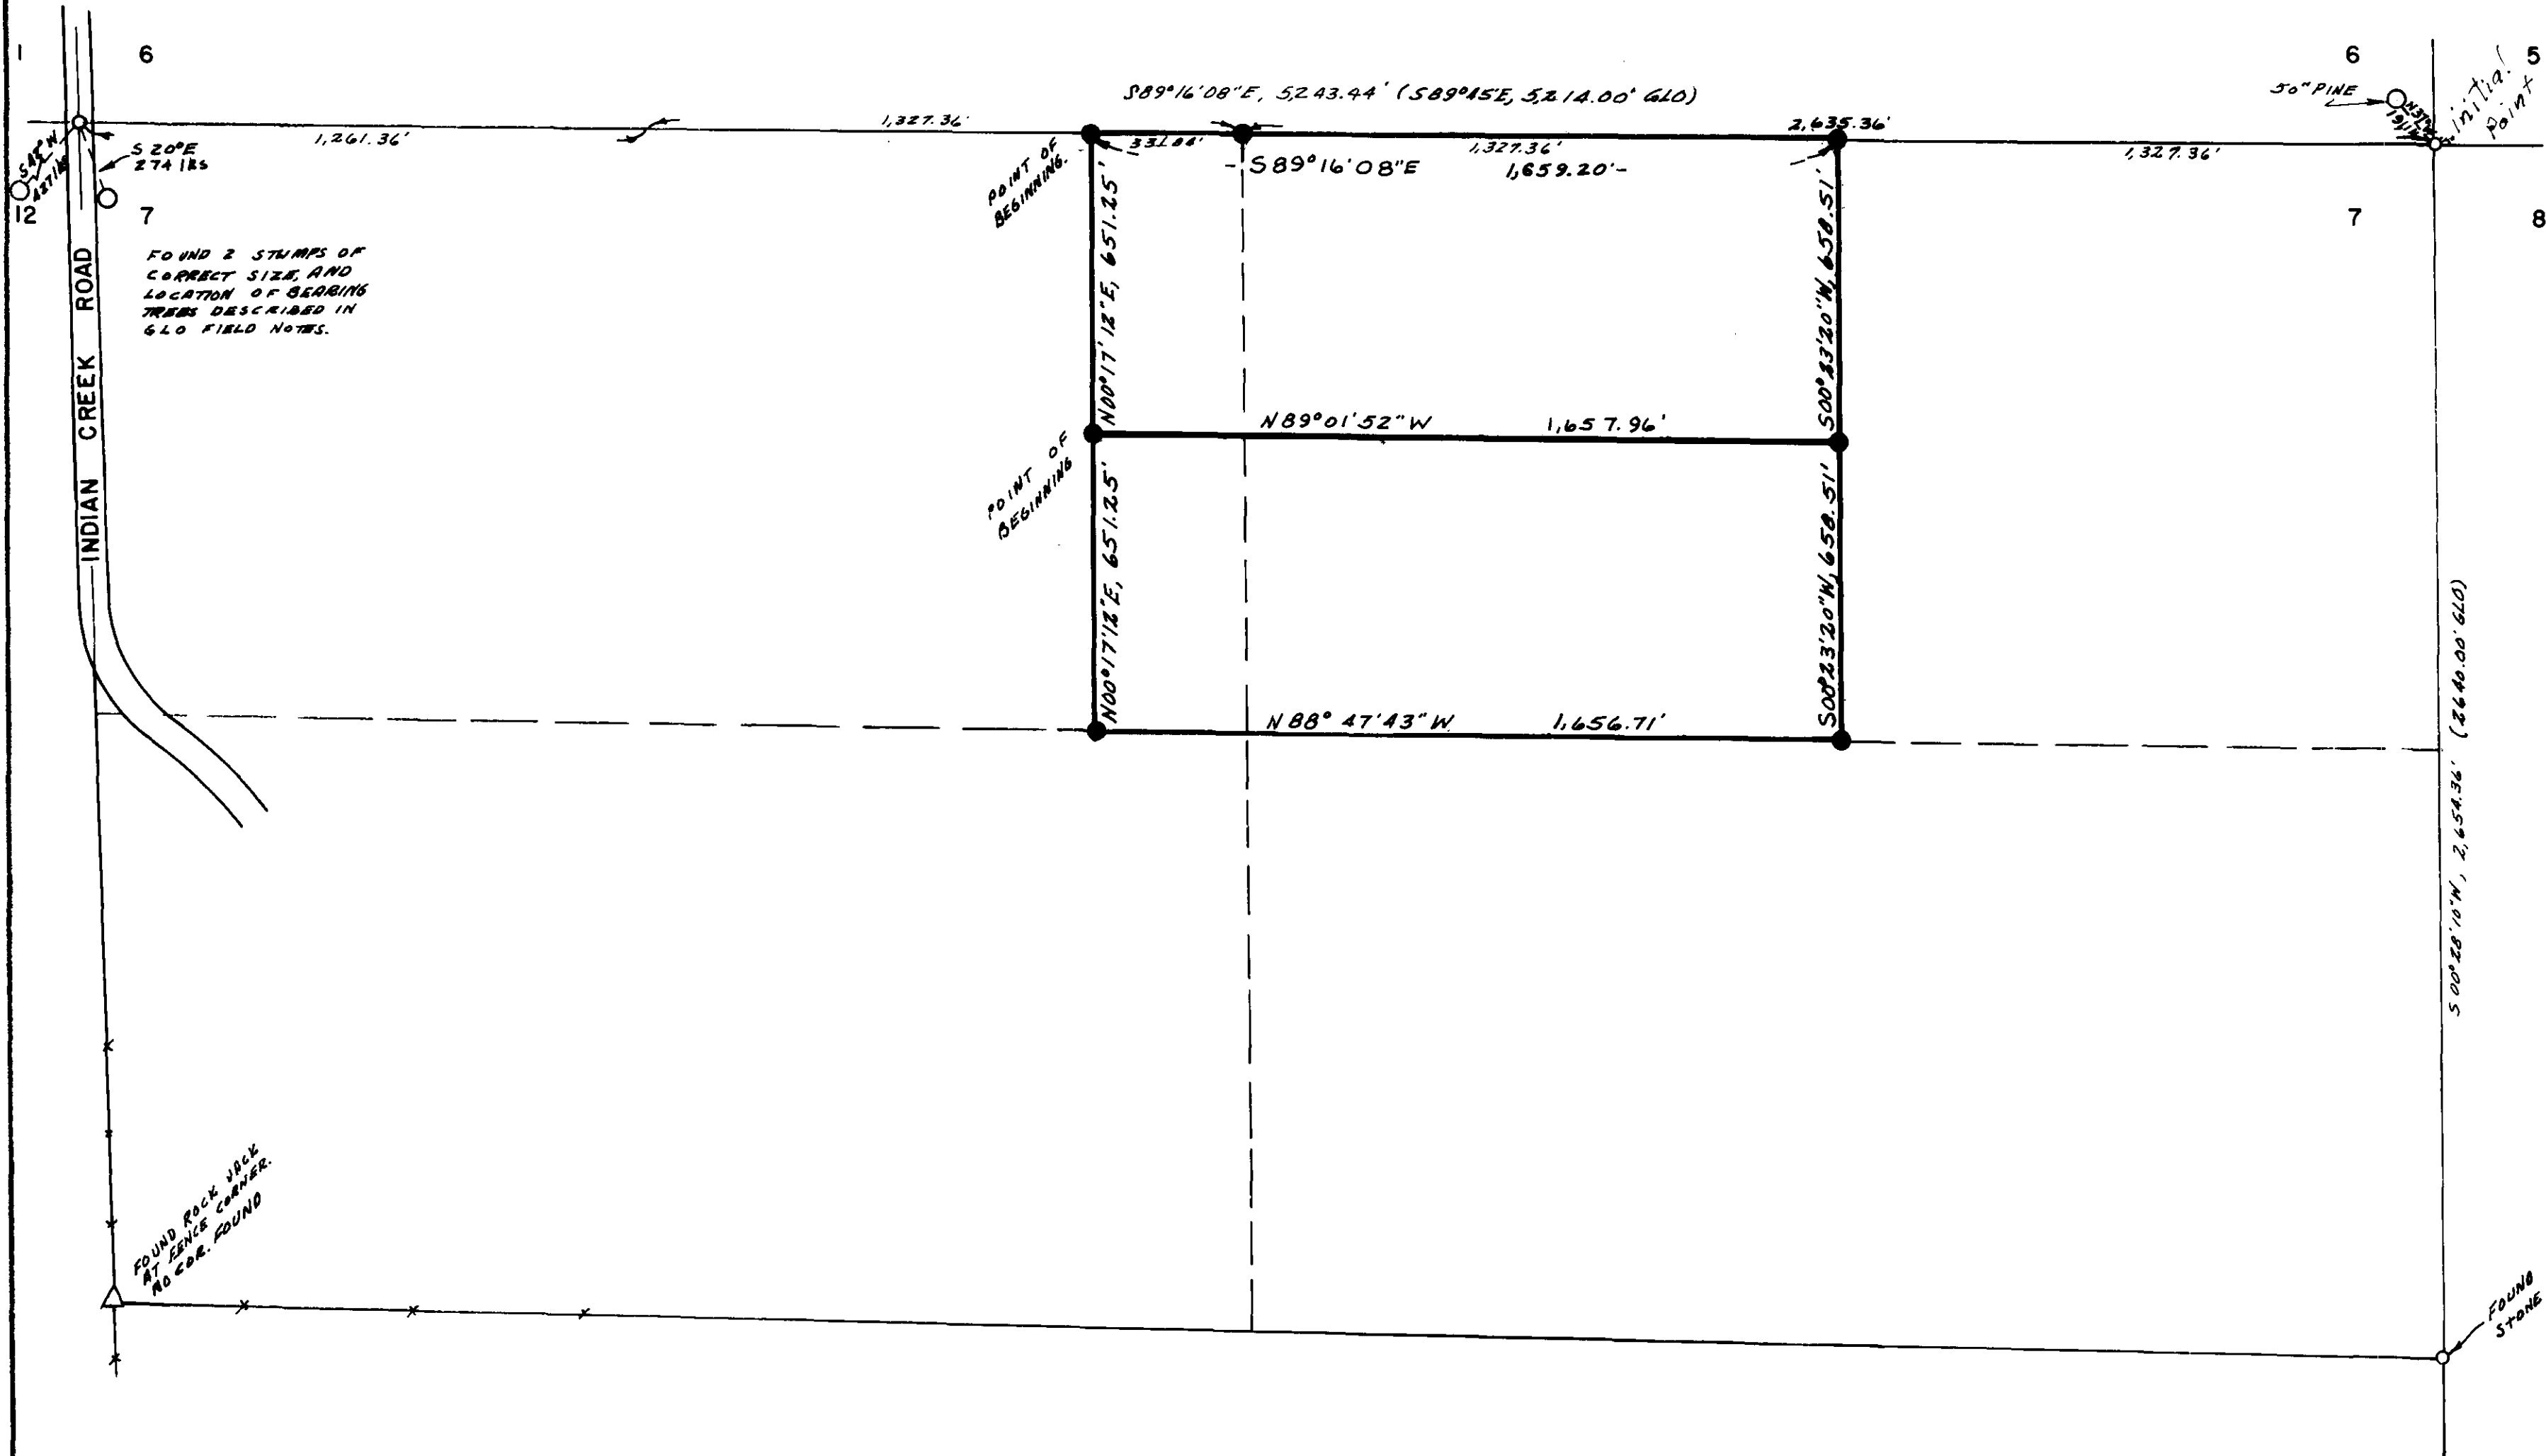 1
6
6
5
S89°16'08"E, 5,243.44' (S89°45'E, 5,214.00' GLO)
50" PINE
initial
point
1,261.36'
1,327.36'
2,635.36'
331.84'
1,327.36'
1,327.36'
S 20°E
274 lks
S89°16'08"E 1,659.20'
POINT OF
BEGINNING.
12
7
7
8
FOUND 2 STUMPS OF
CORRECT SIZE, AND
LOCATION OF BEARING
TREES DESCRIBED IN
GLO FIELD NOTES.
INDIAN CREEK ROAD
N00°17'12"E, 651.25'
S00°23'20"W, 658.51'
N89°01'52"W 1,657.96'
POINT OF
BEGINNING
N00°17'12"E, 651.25'
S00°23'20"W, 658.51'
N88°47'43"W 1,656.71'
S00°28'10"W, 2,654.36' (2640.00' GLO)
FOUND ROCK JACK
AT FENCE CORNER.
NO COR. FOUND
FOUND
STONE